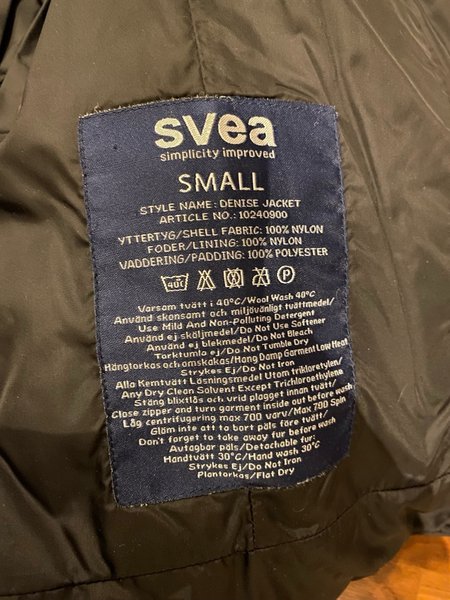 svea
simplicity improved
SMALL
STYLE NAME: DENISE JACKET
ARTICLE NO.: 10240900
YTTERTYG/SHELL FABRIC: 100% NYLON
FODER/LINING: 100% NYLON
VADDERING/PADDING: 100% POLYESTER
40C P
Varsam tvätt i 40°C/Wool Wash 40°C
Använd skonsamt och miljövänligt tvättmedel/
Use Mild And Non-Polluting Detergent
Använd ej sköljmedel/Do Not Use Softener
Använd ej blekmedel/Do Not Bleach
Torktumla ej/Do Not Tumble Dry
Hängtorkas och omskakas/Hang Damp Garment Low Heat
Strykes Ej/Do Not Iron
Alla Kemtvätt Lösningsmedel Utom trikloretylen/
Any Dry Clean Solvent Except Trichloroethylene
Stäng blixtlås och vrid plagget innan tvätt/
Close zipper and turn garment inside out before wash
Låg centrifugering max 700 varv/Max 700 Spin
Glöm inte att ta bort päls före tvätt/
Don't forget to take away fur before wash
Avtagbar päls/Detachable fur:
Handtvätt 30°C/Hand wash 30°C
Strykes Ej/Do Not Iron
Plantorkas/Flat Dry